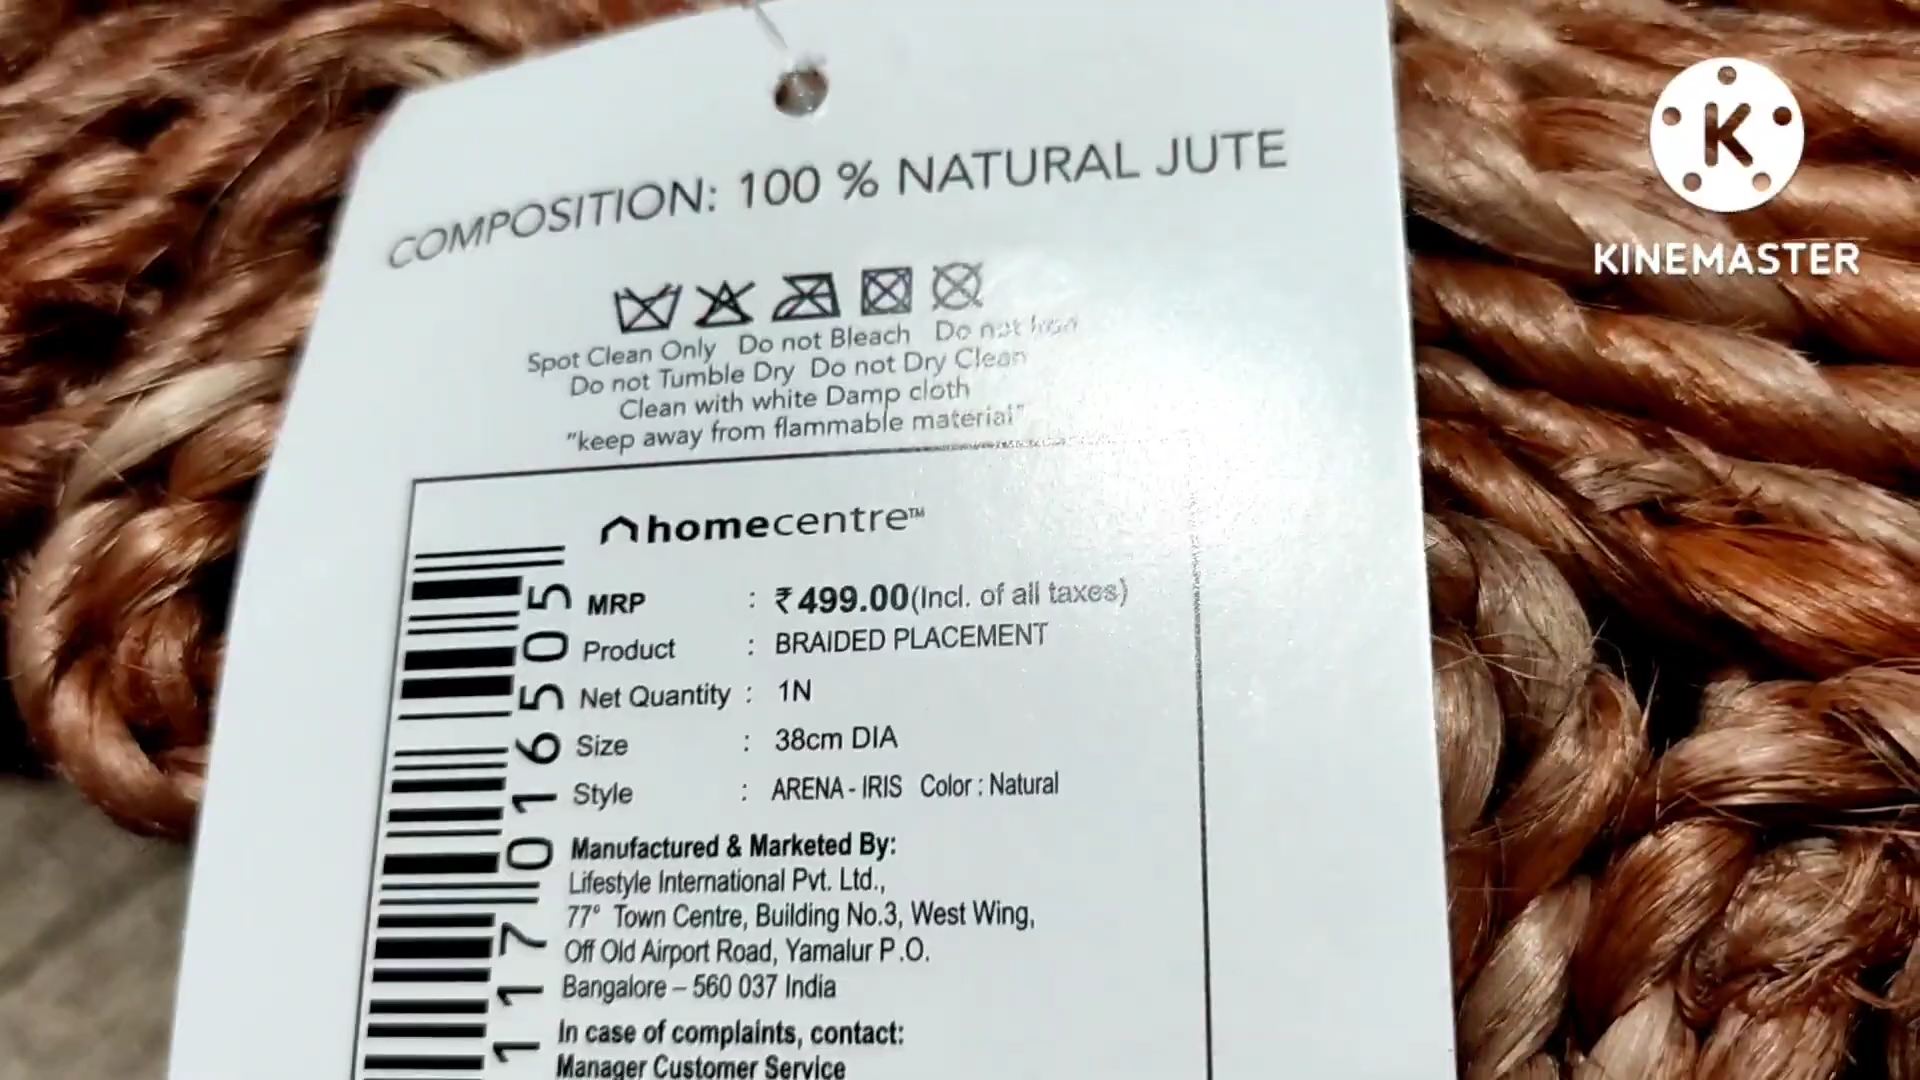 COMPOSITION: 100 % NATURAL JUTE
Spot Clean Only Do not Bleach Do not Iron
Do not Tumble Dry Do not Dry Clean
Clean with white Damp cloth
"keep away from flammable material"
homecentre™
MRP : ₹499.00(Incl. of all taxes)
Product : BRAIDED PLACEMENT
Net Quantity : 1N
Size : 38cm DIA
Style : ARENA - IRIS Color : Natural
Manufactured & Marketed By:
Lifestyle International Pvt. Ltd.,
77° Town Centre, Building No.3, West Wing,
Off Old Airport Road, Yamalur P.O.
Bangalore – 560 037 India
In case of complaints, contact:
Manager Customer Service
117016505
K
KINEMASTER